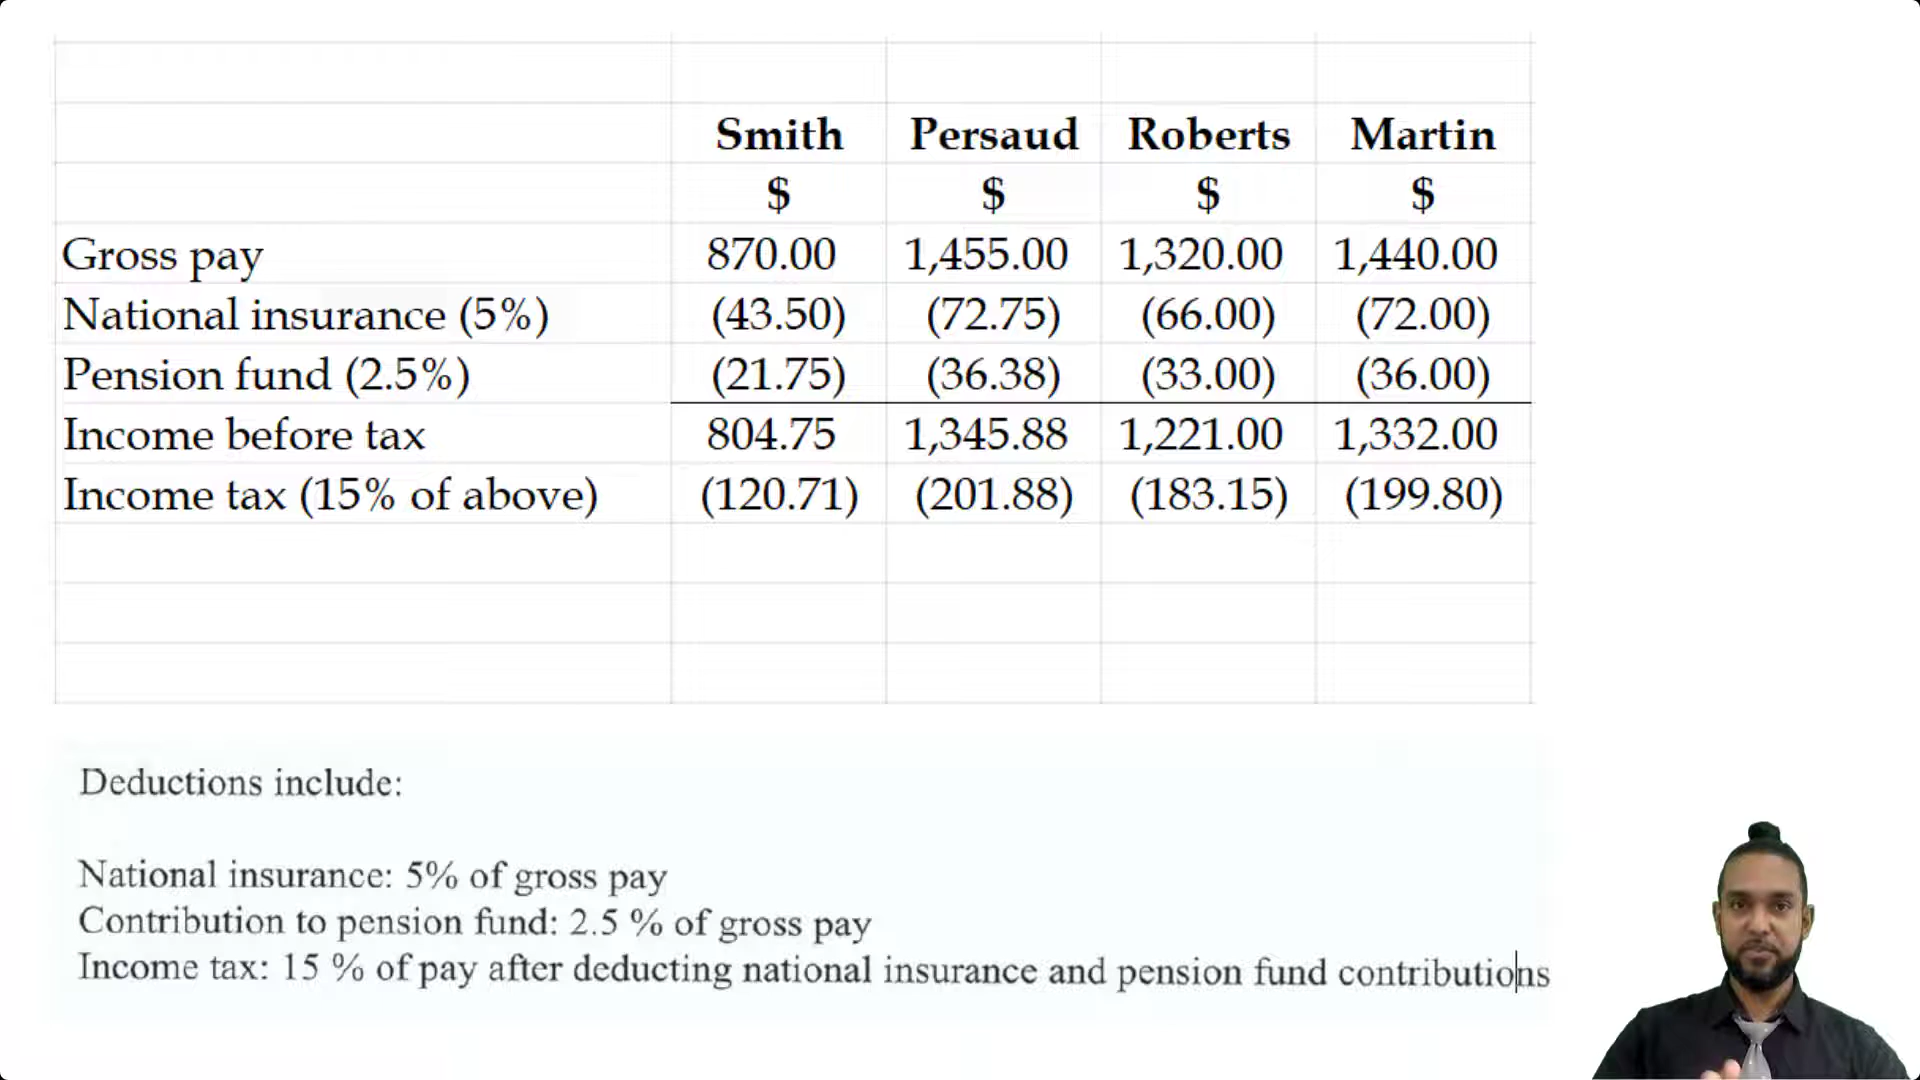 Smith Persaud Roberts Martin
$ $ $ $
Gross pay 870.00 1,455.00 1,320.00 1,440.00
National insurance (5%) (43.50) (72.75) (66.00) (72.00)
Pension fund (2.5%) (21.75) (36.38) (33.00) (36.00)
Income before tax 804.75 1,345.88 1,221.00 1,332.00
Income tax (15% of above) (120.71) (201.88) (183.15) (199.80)
Deductions include:
National insurance: 5% of gross pay
Contribution to pension fund: 2.5 % of gross pay
Income tax: 15 % of pay after deducting national insurance and pension fund contributions